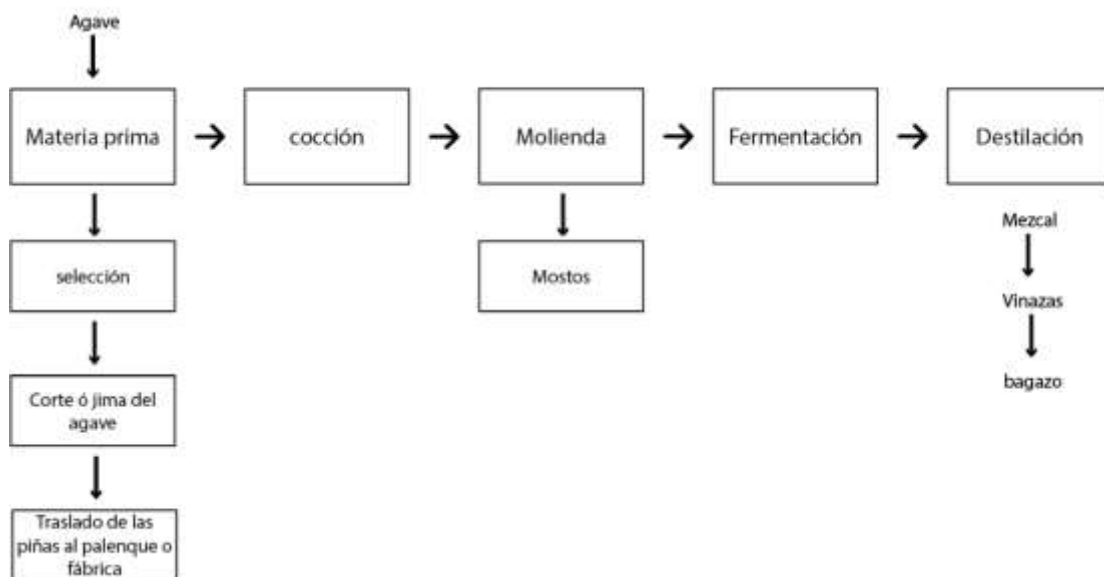 Agave
Materia prima
cocción
Molienda
Fermentación
Destilación
selección
Corte ó jima del
agave
Traslado de las
piñas al palenque o
fábrica
Mostos
Mezcal
Vinazas
bagazo